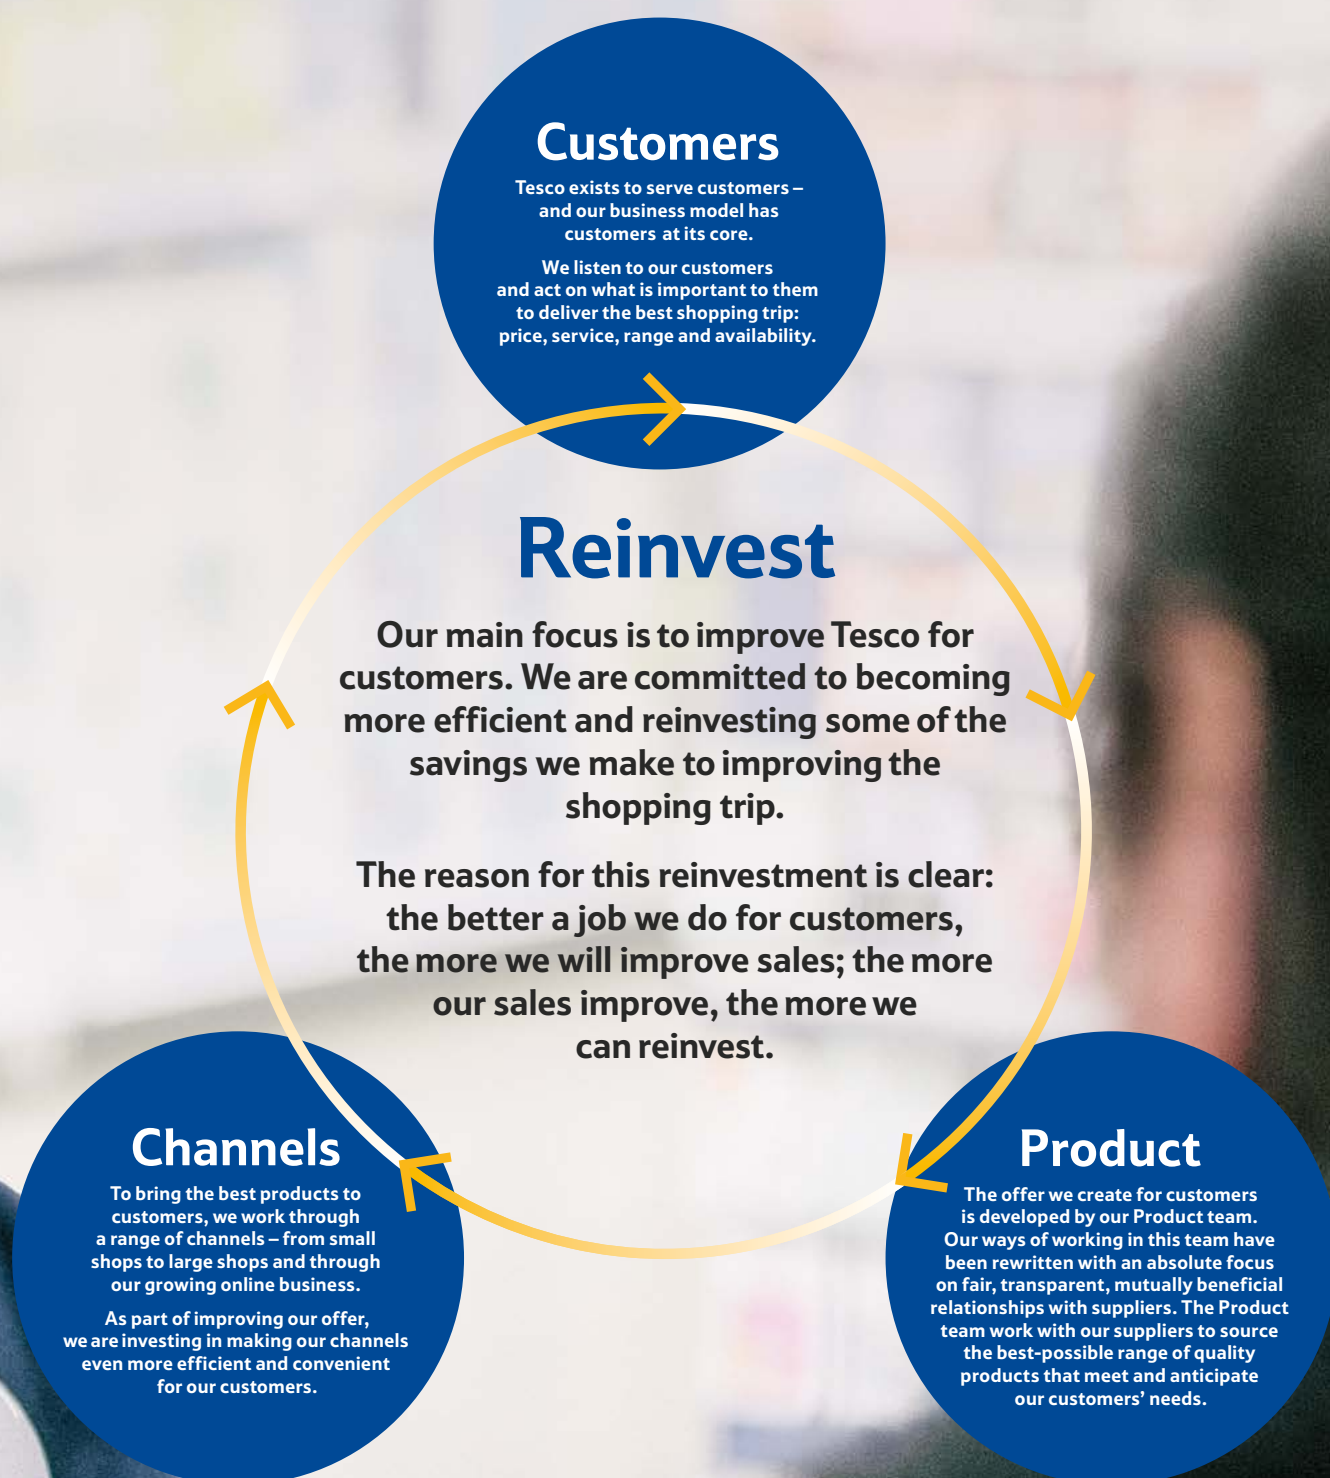 Customers
Tesco exists to serve customers –
and our business model has
customers at its core.
We listen to our customers
and act on what is important to them
to deliver the best shopping trip:
price, service, range and availability.
Reinvest
Our main focus is to improve Tesco for
customers. We are committed to becoming
more efficient and reinvesting some of the
savings we make to improving the
shopping trip.
The reason for this reinvestment is clear:
the better a job we do for customers,
the more we will improve sales; the more
our sales improve, the more we
can reinvest.
Channels
To bring the best products to
customers, we work through
a range of channels – from small
shops to large shops and through
our growing online business.
As part of improving our offer,
we are investing in making our channels
even more efficient and convenient
for our customers.
Product
The offer we create for customers
is developed by our Product team.
Our ways of working in this team have
been rewritten with an absolute focus
on fair, transparent, mutually beneficial
relationships with suppliers. The Product
team work with our suppliers to source
the best-possible range of quality
products that meet and anticipate
our customers’ needs.